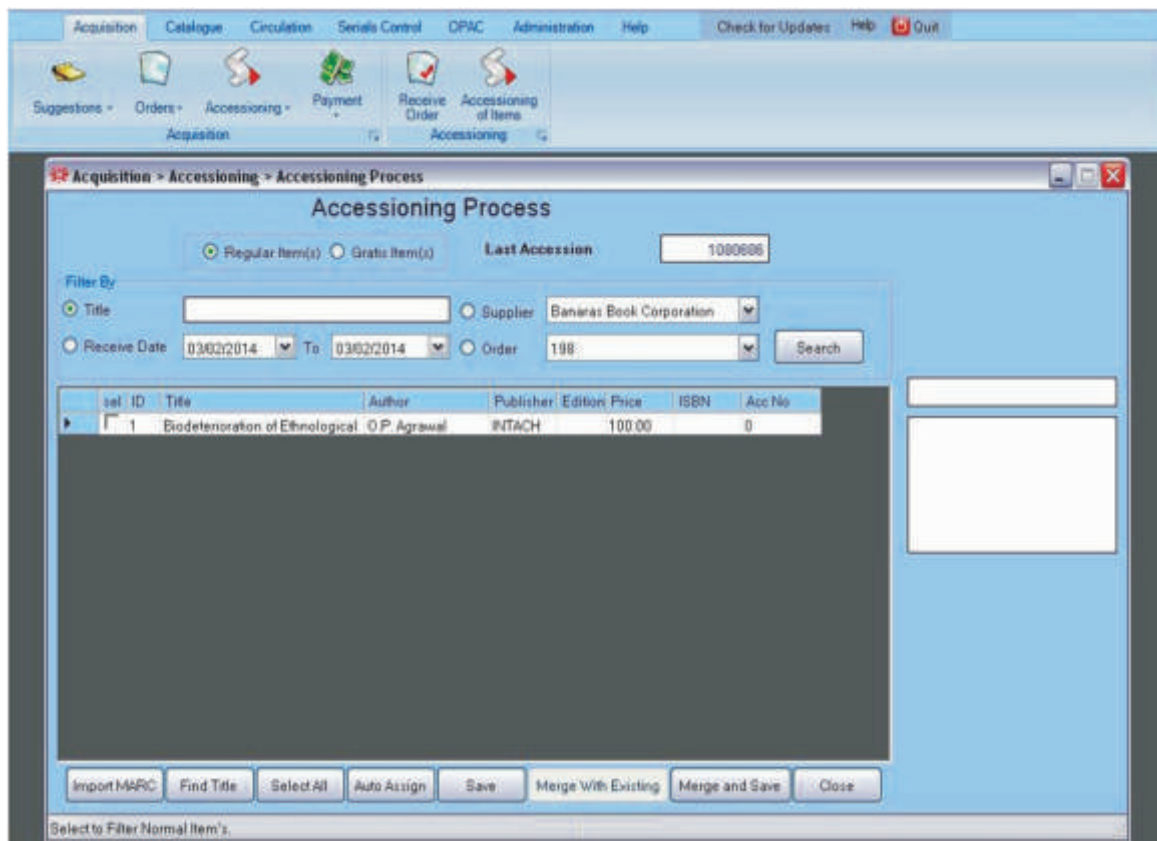 Acquisition Catalogue Circulation Serials Control OPAC Administration Help Check for Updates Help Quit
Suggestions Orders Accessioning Payment Receive Order Accessioning of Items
Acquisition Accessioning
Acquisition > Accessioning > Accessioning Process
Accessioning Process
Regular Item(s) Gratis Item(s) Last Accession 1080686
Filter By
Title Supplier Banaras Book Corporation
Receive Date 03/02/2014 To 03/02/2014 Order 198 Search
sel ID Title Author Publisher Edition Price ISBN Acc No
1 Biodeterioration of Ethnological O.P. Agrawal INTACH 100.00 0
Import MARC Find Title Select All Auto Assign Save Merge With Existing Merge and Save Close
Select to Filter Normal Item's.